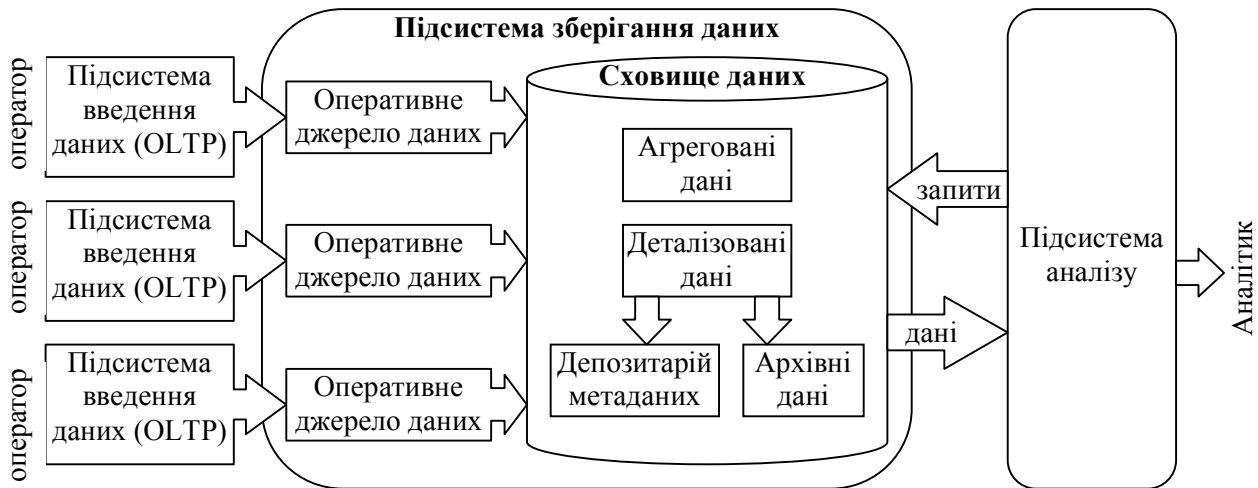 Підсистема зберігання даних
Сховище даних
оператор
Підсистема
введення
даних (OLTP)
Оперативне
джерело даних
Агреговані
дані
запити
оператор
Підсистема
введення
даних (OLTP)
Оперативне
джерело даних
Деталізовані
дані
Підсистема
аналізу
Аналітик
дані
оператор
Підсистема
введення
даних (OLTP)
Оперативне
джерело даних
Депозитарій
метаданих
Архівні
дані